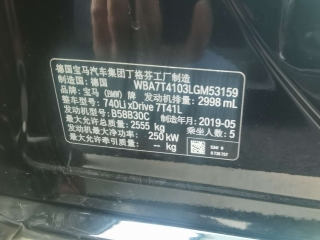 德国宝马汽车集团丁格芬工厂制造
制造国：德国 WBA7T4103LGM53159
品牌：宝马（BMW）发动机排量：2998 mL
整车型号：740Li xDrive 7T41L
发动机型号：B58B30C
最大允许总质量：2555 kg 制造年月：2019-05
发动机最大净功率：250 kW 乘坐人数：5
最大允许牵引质量：-- kg